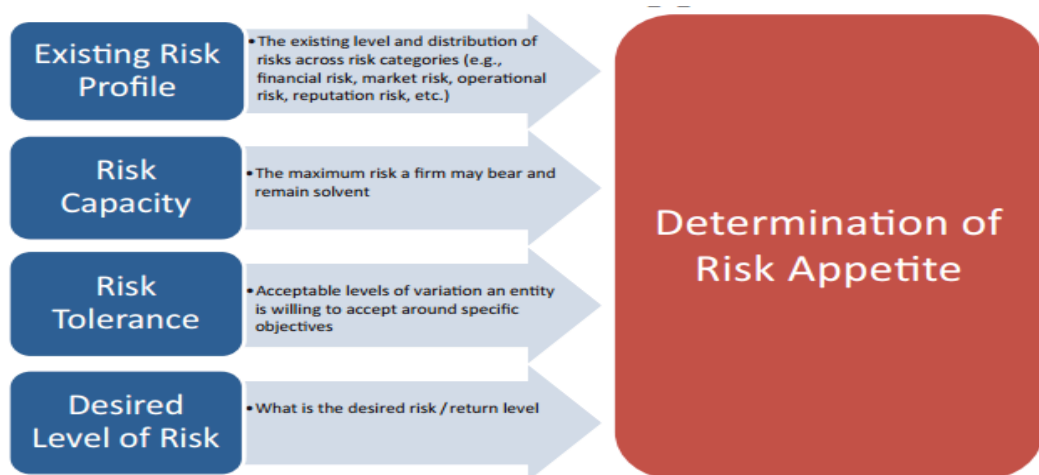 Existing Risk
Profile
•The existing level and distribution of
risks across risk categories (e.g.,
financial risk, market risk, operational
risk, reputation risk, etc.)
Risk
Capacity
•The maximum risk a firm may bear and
remain solvent
Risk
Tolerance
•Acceptable levels of variation an entity
is willing to accept around specific
objectives
Desired
Level of Risk
•What is the desired risk / return level
Determination of
Risk Appetite